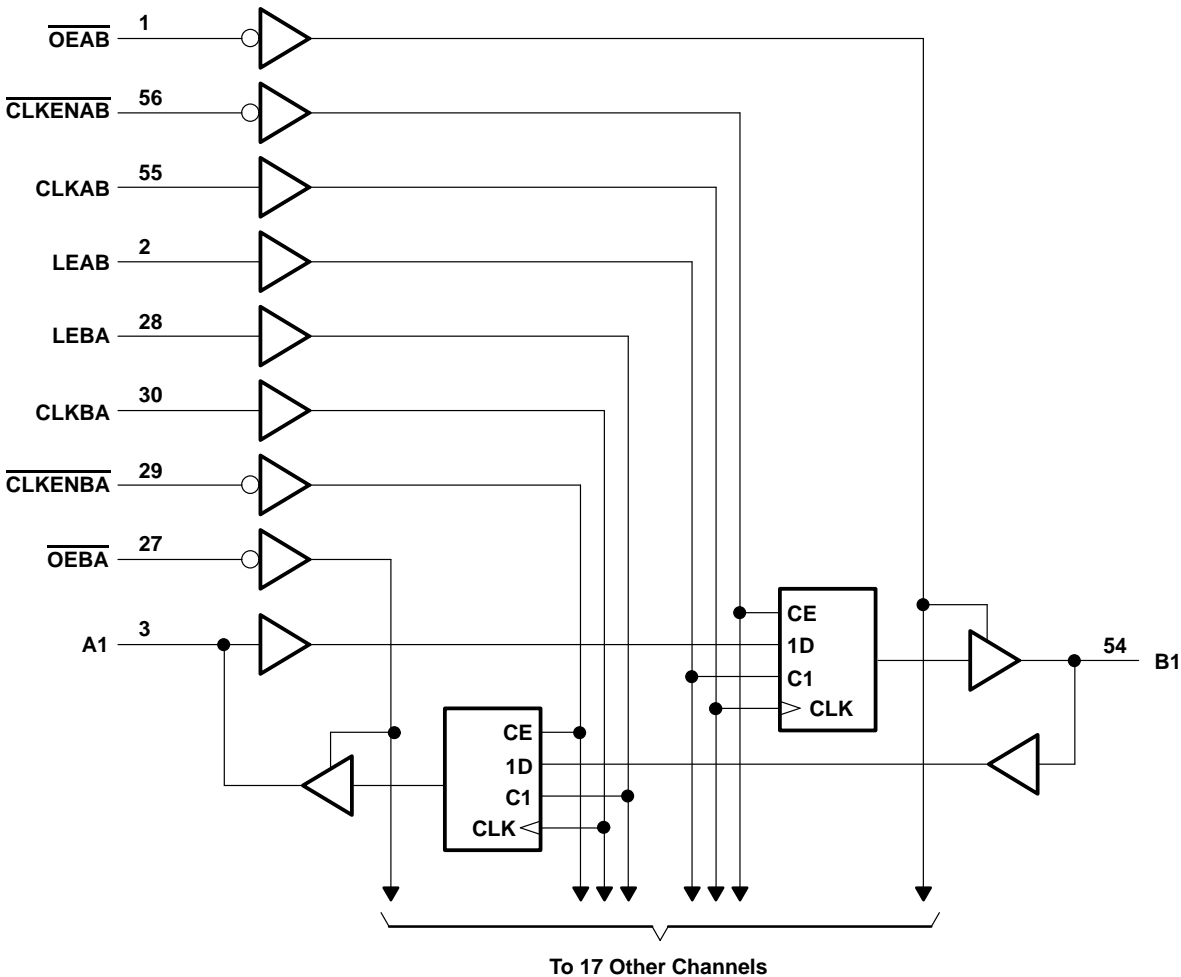 OEAB 1
CLKENAB 56
CLKAB 55
LEAB 2
LEBA 28
CLKBA 30
CLKENBA 29
OEBA 27
A1 3
CE
1D
C1
CLK
54 B1
CE
1D
C1
CLK
To 17 Other Channels